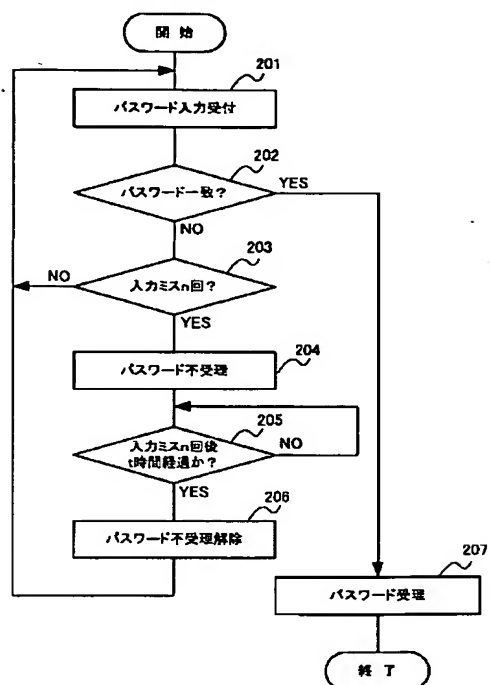 開 始
201
パスワード入力受付
202
パスワード一致?
YES
NO
203
NO
入力ミスn回?
YES
204
パスワード不受理
205
入力ミスn回後
t時間経過か?
NO
YES
206
パスワード不受理解除
207
パスワード受理
終 了